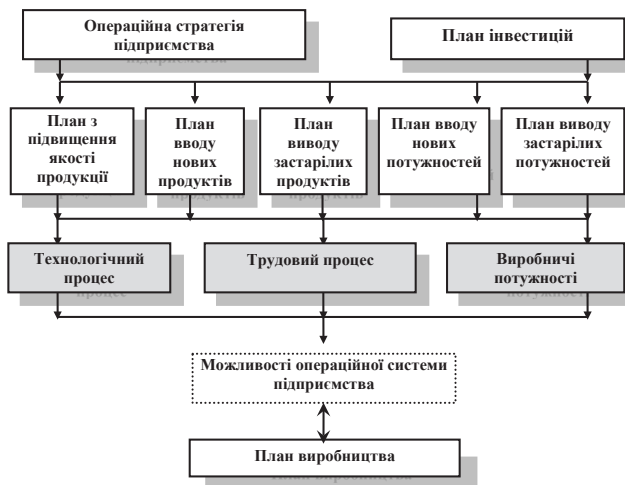 Операційна стратегія
підприємства
План інвестицій
План з
підвищення
якості
продукції
План
вводу
нових
продуктів
План
виводу
застарілих
продуктів
План вводу
нових
потужностей
План виводу
застарілих
потужностей
Технологічний
процес
Трудовий процес
Виробничі
потужності
Можливості операційної системи
підприємства
План виробництва